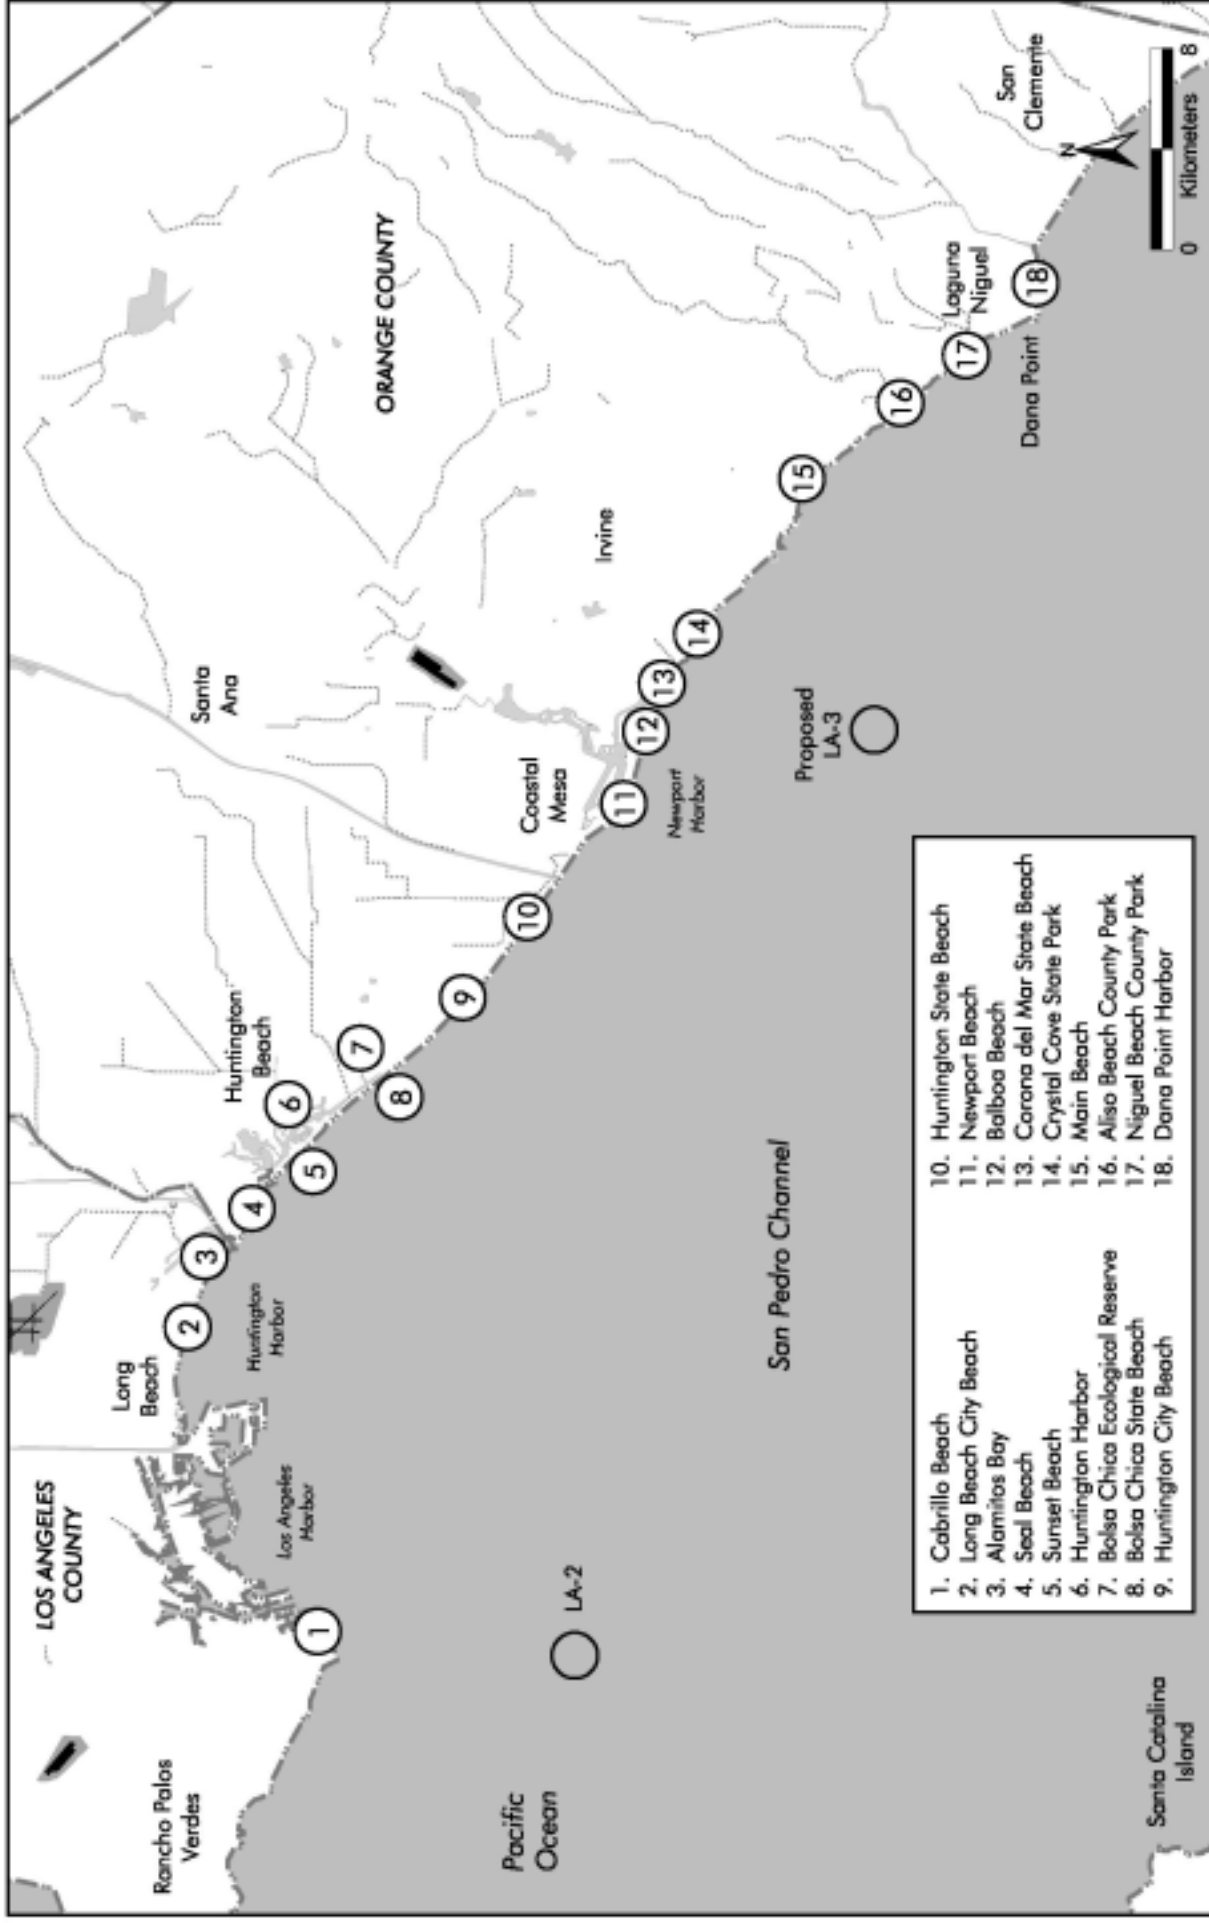 LOS ANGELES
COUNTY
Rancho Palos
Verdes
Long
Beach
Los Angeles
Harbor
Huntington
Harbor
Huntington
Beach
Santa
Ana
ORANGE COUNTY
Coastal
Mesa
Irvine
Newport
Harbor
Laguna
Niguel
Dana Point
San
Clemente
Pacific
Ocean
LA-2
San Pedro Channel
Proposed
LA-3
Santa Catalina
Island
1
2
3
4
5
6
7
8
9
10
11
12
13
14
15
16
17
18
1. Cabrillo Beach
2. Long Beach City Beach
3. Alamitos Bay
4. Seal Beach
5. Sunset Beach
6. Huntington Harbor
7. Bolsa Chica Ecological Reserve
8. Bolsa Chica State Beach
9. Huntington City Beach
10. Huntington State Beach
11. Newport Beach
12. Balboa Beach
13. Corona del Mar State Beach
14. Crystal Cove State Park
15. Main Beach
16. Aliso Beach County Park
17. Niguel Beach County Park
18. Dana Point Harbor
N
0 8
Kilometers